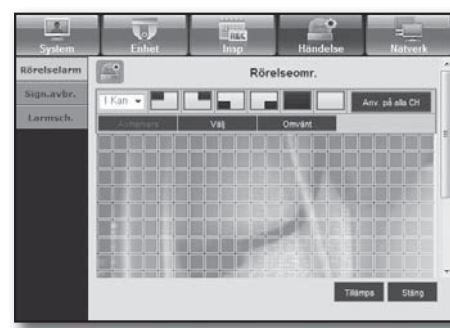 System Enhet Insp Händelse Nätverk
REC
Rörelselarm
Rörelseomr.
Sign.avbr.
1 Kan Anv. på alla CH
Larmsch.
Välj Omvänt
Tillämpa Stäng